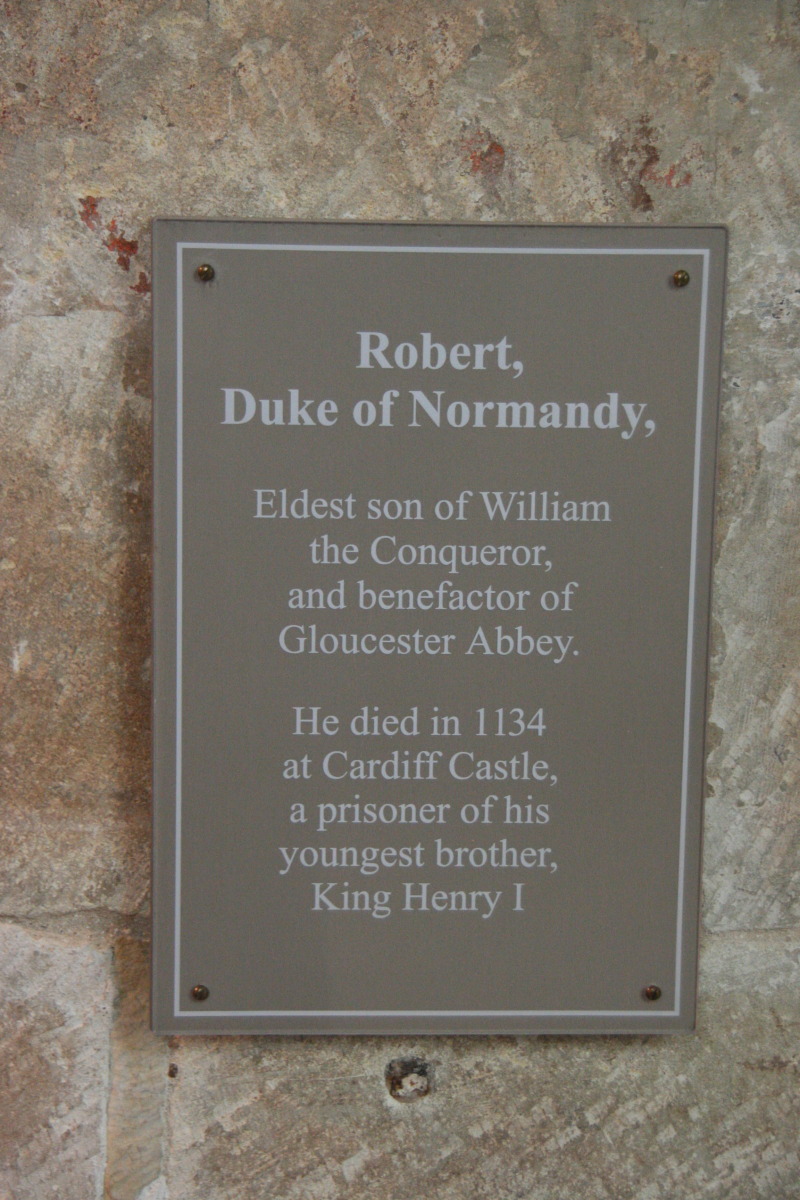 Robert,
Duke of Normandy,
Eldest son of William
the Conqueror,
and benefactor of
Gloucester Abbey.
He died in 1134
at Cardiff Castle,
a prisoner of his
youngest brother,
King Henry I